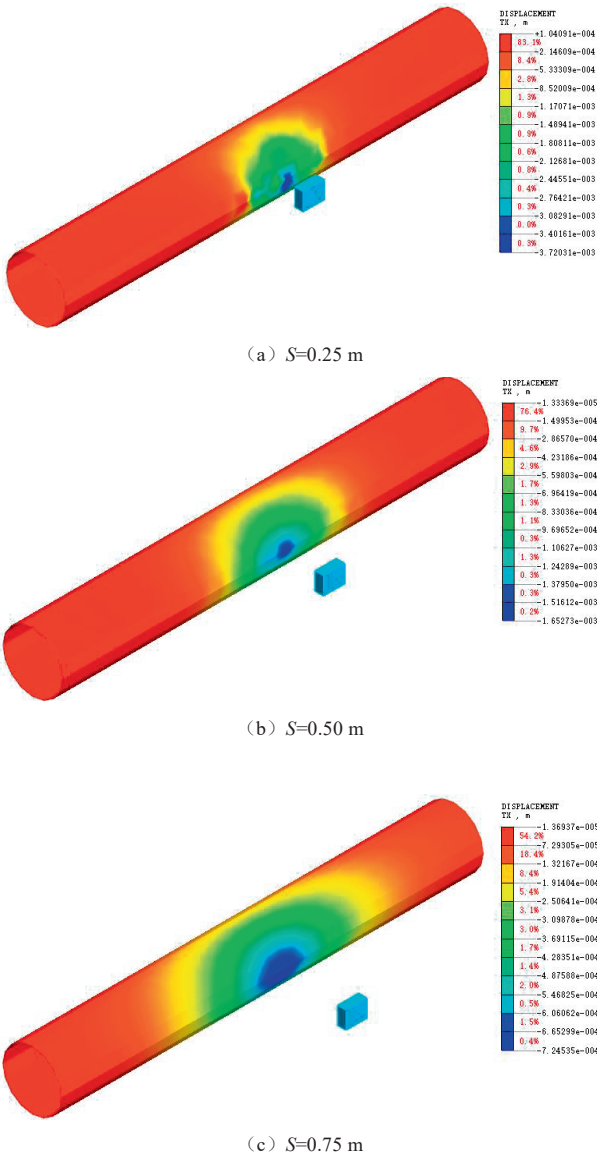 DISPLACEMENT
TX , m
+1.04091e-004
83.1%
-2.14609e-004
8.4%
-5.33309e-004
2.8%
-8.52009e-004
1.3%
-1.17071e-003
0.9%
-1.48941e-003
0.9%
-1.80811e-003
0.6%
-2.12681e-003
0.8%
-2.44551e-003
0.4%
-2.76421e-003
0.3%
-3.08291e-003
0.0%
-3.40161e-003
0.3%
-3.72031e-003
（a）S=0.25 m
DISPLACEMENT
TX , m
-1.33369e-005
76.4%
-1.49953e-004
9.7%
-2.86570e-004
4.6%
-4.23186e-004
2.9%
-5.59803e-004
1.7%
-6.96419e-004
1.3%
-8.33036e-004
1.1%
-9.69652e-004
0.3%
-1.10627e-003
1.3%
-1.24289e-003
0.3%
-1.37950e-003
0.3%
-1.51612e-003
0.2%
-1.65273e-003
（b）S=0.50 m
DISPLACEMENT
TX , m
-1.36937e-005
54.2%
-7.29305e-005
18.4%
-1.32167e-004
8.4%
-1.91404e-004
5.4%
-2.50641e-004
3.1%
-3.09878e-004
3.0%
-3.69115e-004
1.7%
-4.28351e-004
1.4%
-4.87588e-004
2.0%
-5.46825e-004
0.5%
-6.06062e-004
1.5%
-6.65299e-004
0.4%
-7.24535e-004
（c）S=0.75 m